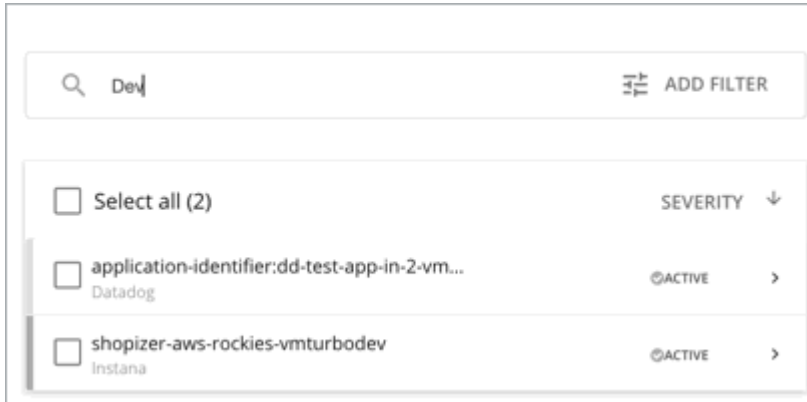 Dev ADD FILTER
Select all (2) SEVERITY
application-identifier:dd-test-app-in-2-vm... ACTIVE
Datadog
shopizer-aws-rockies-vmturbodev ACTIVE
Instana